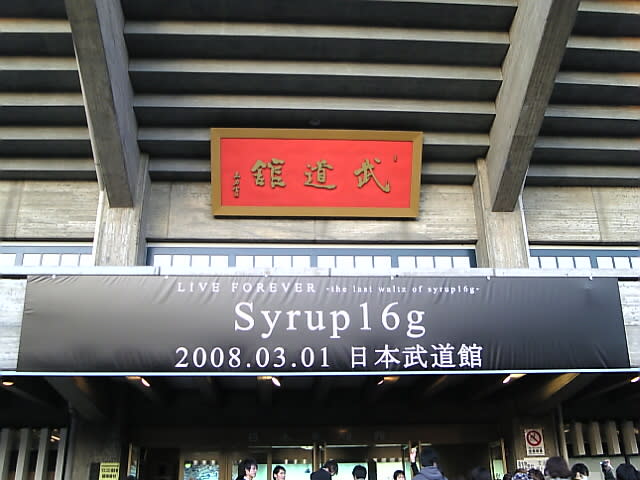 武道館
LIVE FOREVER -the last waltz of syrup16g-
Syrup16g
2008.03.01 日本武道館